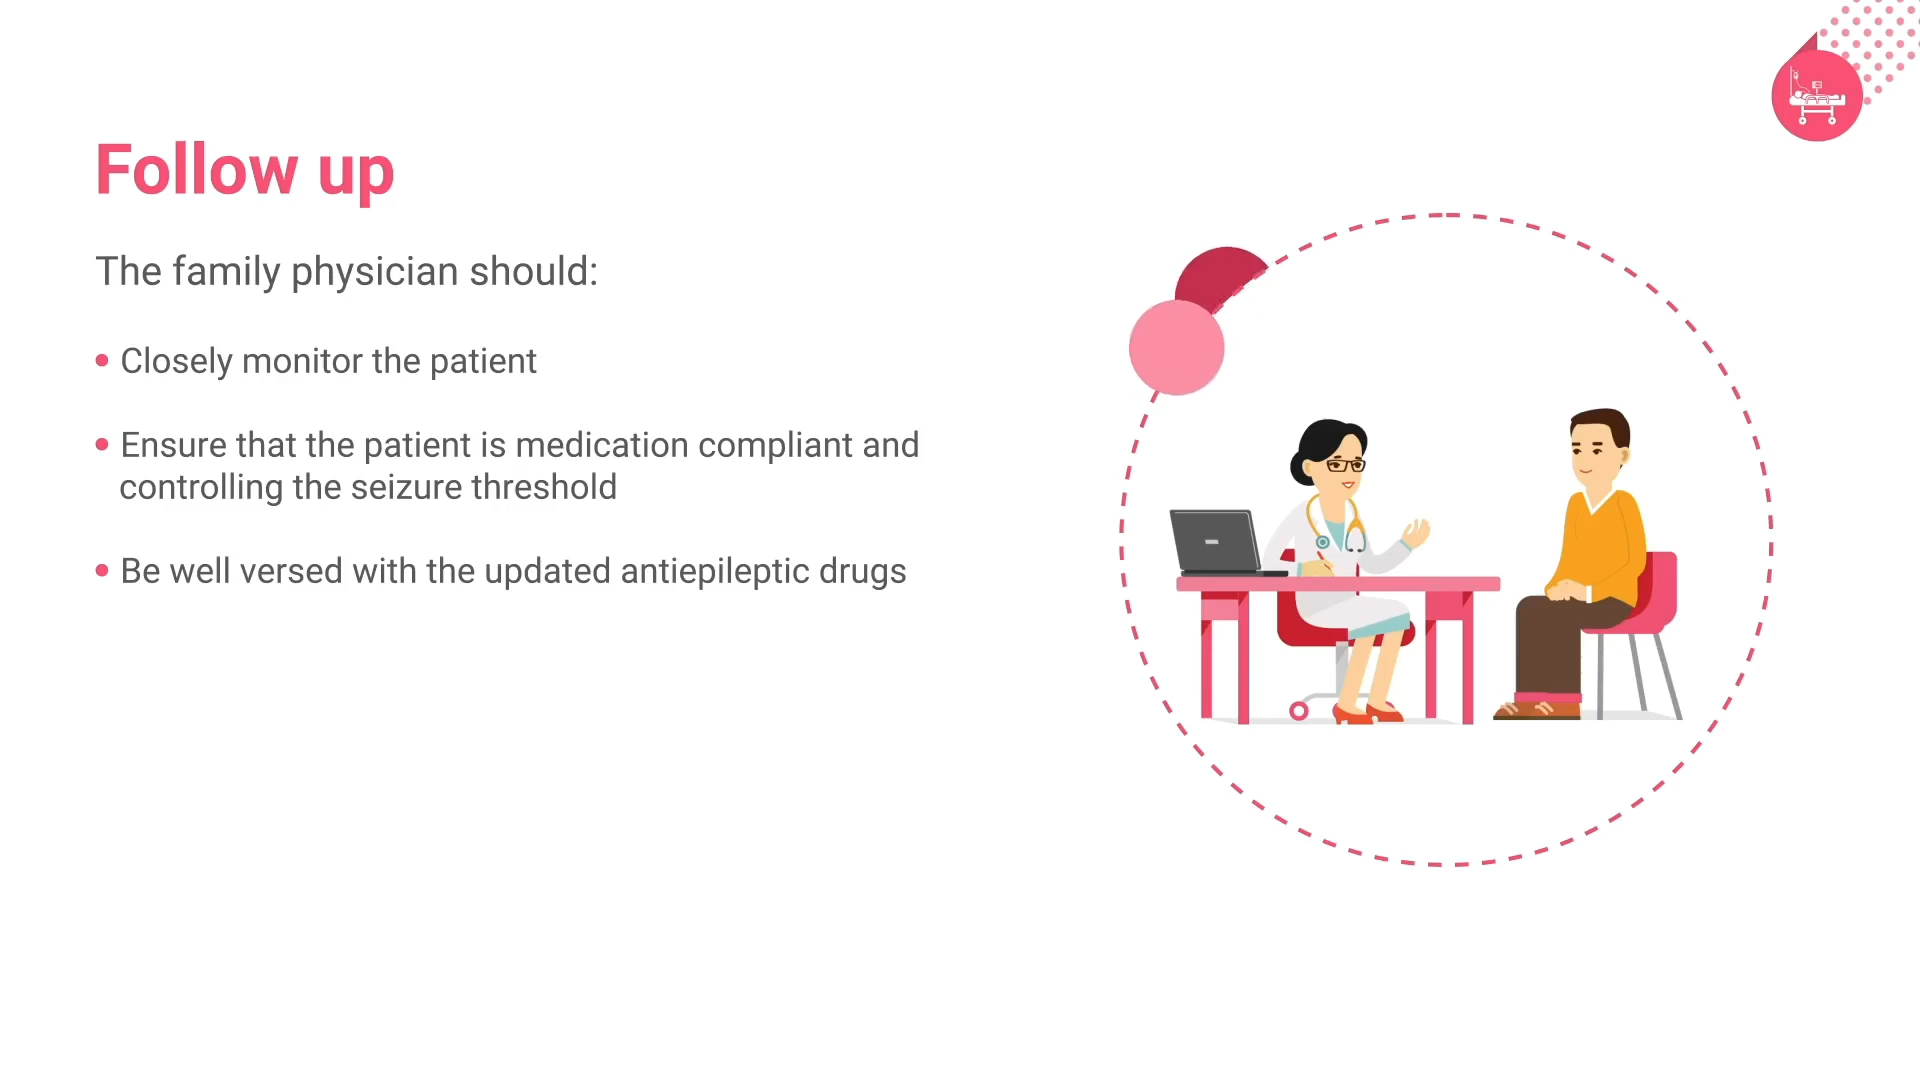 Follow up
The family physician should:
• Closely monitor the patient
• Ensure that the patient is medication compliant and
controlling the seizure threshold
• Be well versed with the updated antiepileptic drugs